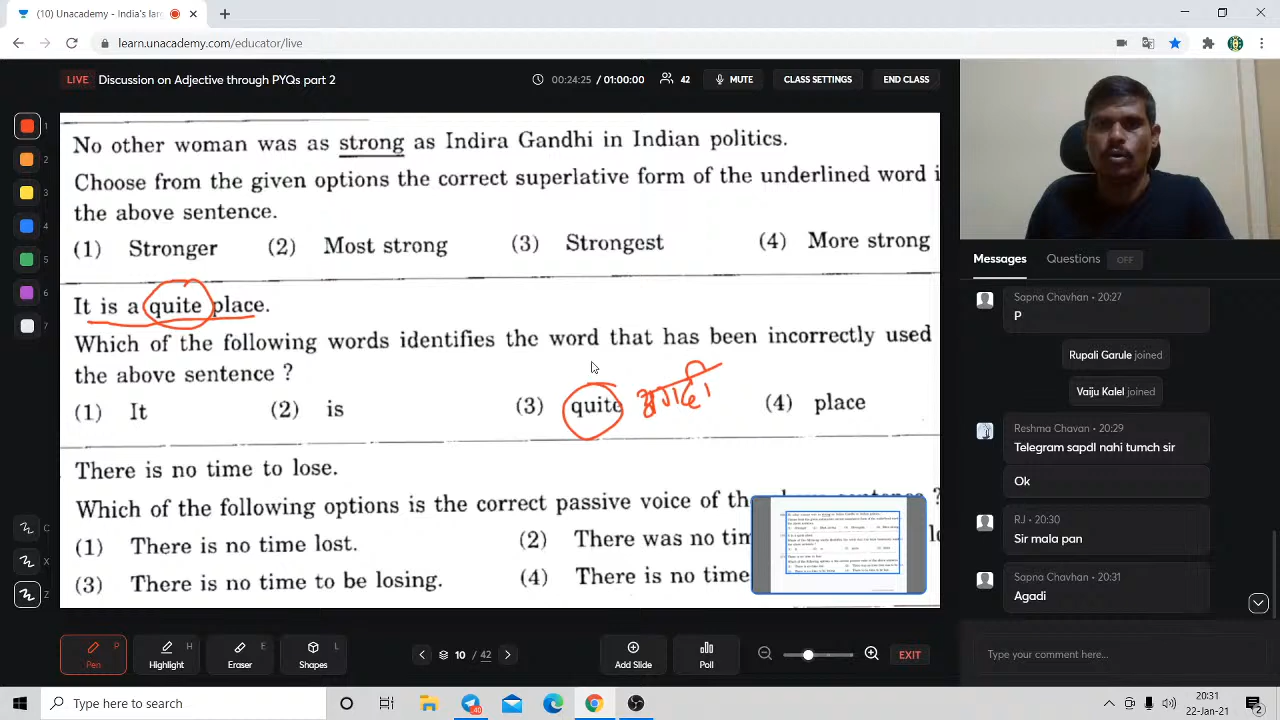 (10) Unacademy - India's lar
learn.unacademy.com/educator/live
LIVE Discussion on Adjective through PYQs part 2
00:24:25 / 01:00:00
42
MUTE
CLASS SETTINGS
END CLASS
1
2
3
4
5
6
7
No other woman was as strong as Indira Gandhi in Indian politics.
Choose from the given options the correct superlative form of the underlined word i
the above sentence.
(1) Stronger (2) Most strong (3) Strongest (4) More strong
It is a quite place.
Which of the following words identifies the word that has been incorrectly used
the above sentence ?
(1) It (2) is (3) quite अगदी (4) place
There is no time to lose.
Which of the following options is the correct passive voice of th
(1) There is no time lost. (2) There was no tim
(3) There is no time to be losing. (4) There is no time
C
X
Z
Pen P
Highlight H
Eraser E
Shapes L
10 / 42
Add Slide
Poll
EXIT
Messages Questions OFF
Sapna Chavhan • 20:27
P
Rupali Garule joined
Vaiju Kalel joined
Reshma Chavan • 20:29
Telegram sapdl nahi tumch sir
Ok
RJ • 20:30
Sir mala pan
Sapna Chavhan • 20:31
Agadi
Type your comment here...
Type here to search
20:31
22-Jan-21